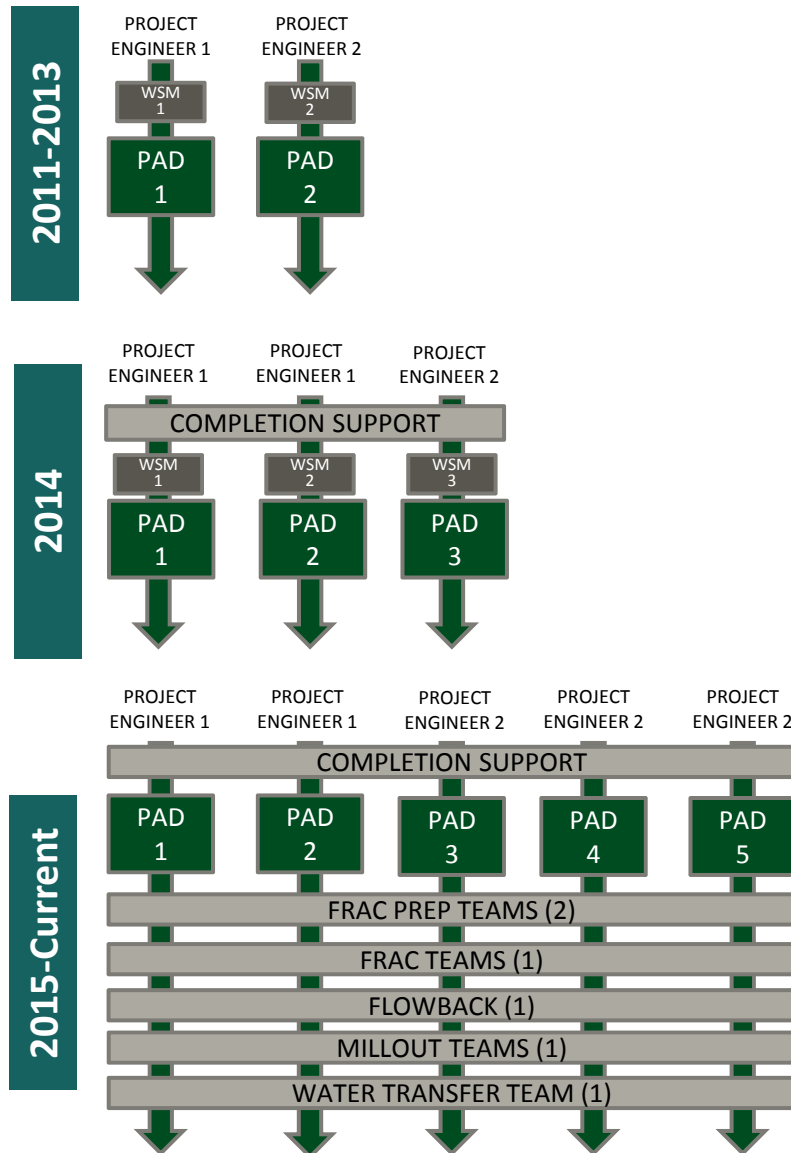 2011-2013
PROJECT
ENGINEER 1
PROJECT
ENGINEER 2
WSM
1
WSM
2
PAD
1
PAD
2
2014
PROJECT
ENGINEER 1
PROJECT
ENGINEER 1
PROJECT
ENGINEER 2
COMPLETION SUPPORT
WSM
1
WSM
2
WSM
3
PAD
1
PAD
2
PAD
3
2015-Current
PROJECT
ENGINEER 1
PROJECT
ENGINEER 1
PROJECT
ENGINEER 2
PROJECT
ENGINEER 2
PROJECT
ENGINEER 2
COMPLETION SUPPORT
PAD
1
PAD
2
PAD
3
PAD
4
PAD
5
FRAC PREP TEAMS (2)
FRAC TEAMS (1)
FLOWBACK (1)
MILLOUT TEAMS (1)
WATER TRANSFER TEAM (1)